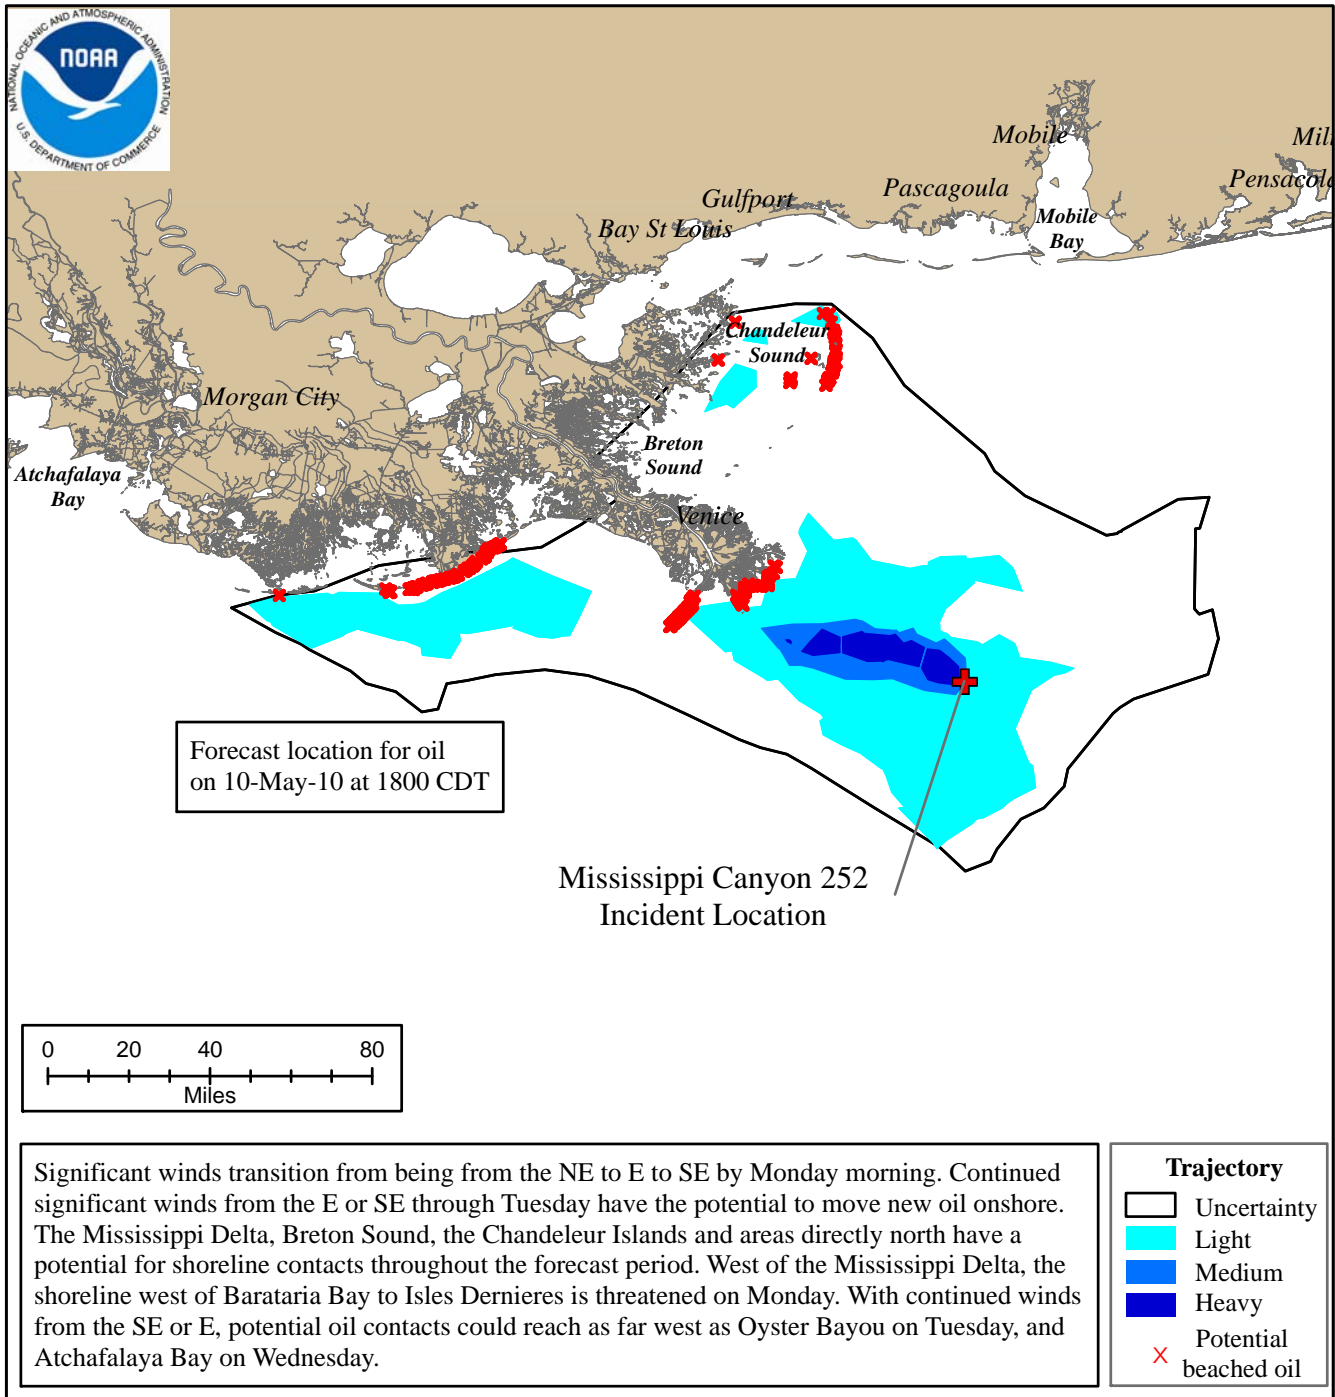 NATIONAL OCEANIC AND ATMOSPHERIC ADMINISTRATION
NOAA
U.S. DEPARTMENT OF COMMERCE
Mobile
Mil
Pensacola
Pascagoula
Gulfport
Mobile
Bay
Bay St Louis
Chandeleur
Sound
Morgan City
Breton
Sound
Atchafalaya
Bay
Venice
Forecast location for oil
on 10-May-10 at 1800 CDT
Mississippi Canyon 252
Incident Location
0 20 40 80
Miles
Significant winds transition from being from the NE to E to SE by Monday morning. Continued
significant winds from the E or SE through Tuesday have the potential to move new oil onshore.
The Mississippi Delta, Breton Sound, the Chandeleur Islands and areas directly north have a
potential for shoreline contacts throughout the forecast period. West of the Mississippi Delta, the
shoreline west of Barataria Bay to Isles Dernieres is threatened on Monday. With continued winds
from the SE or E, potential oil contacts could reach as far west as Oyster Bayou on Tuesday, and
Atchafalaya Bay on Wednesday.
Trajectory
Uncertainty
Light
Medium
Heavy
X Potential
beached oil